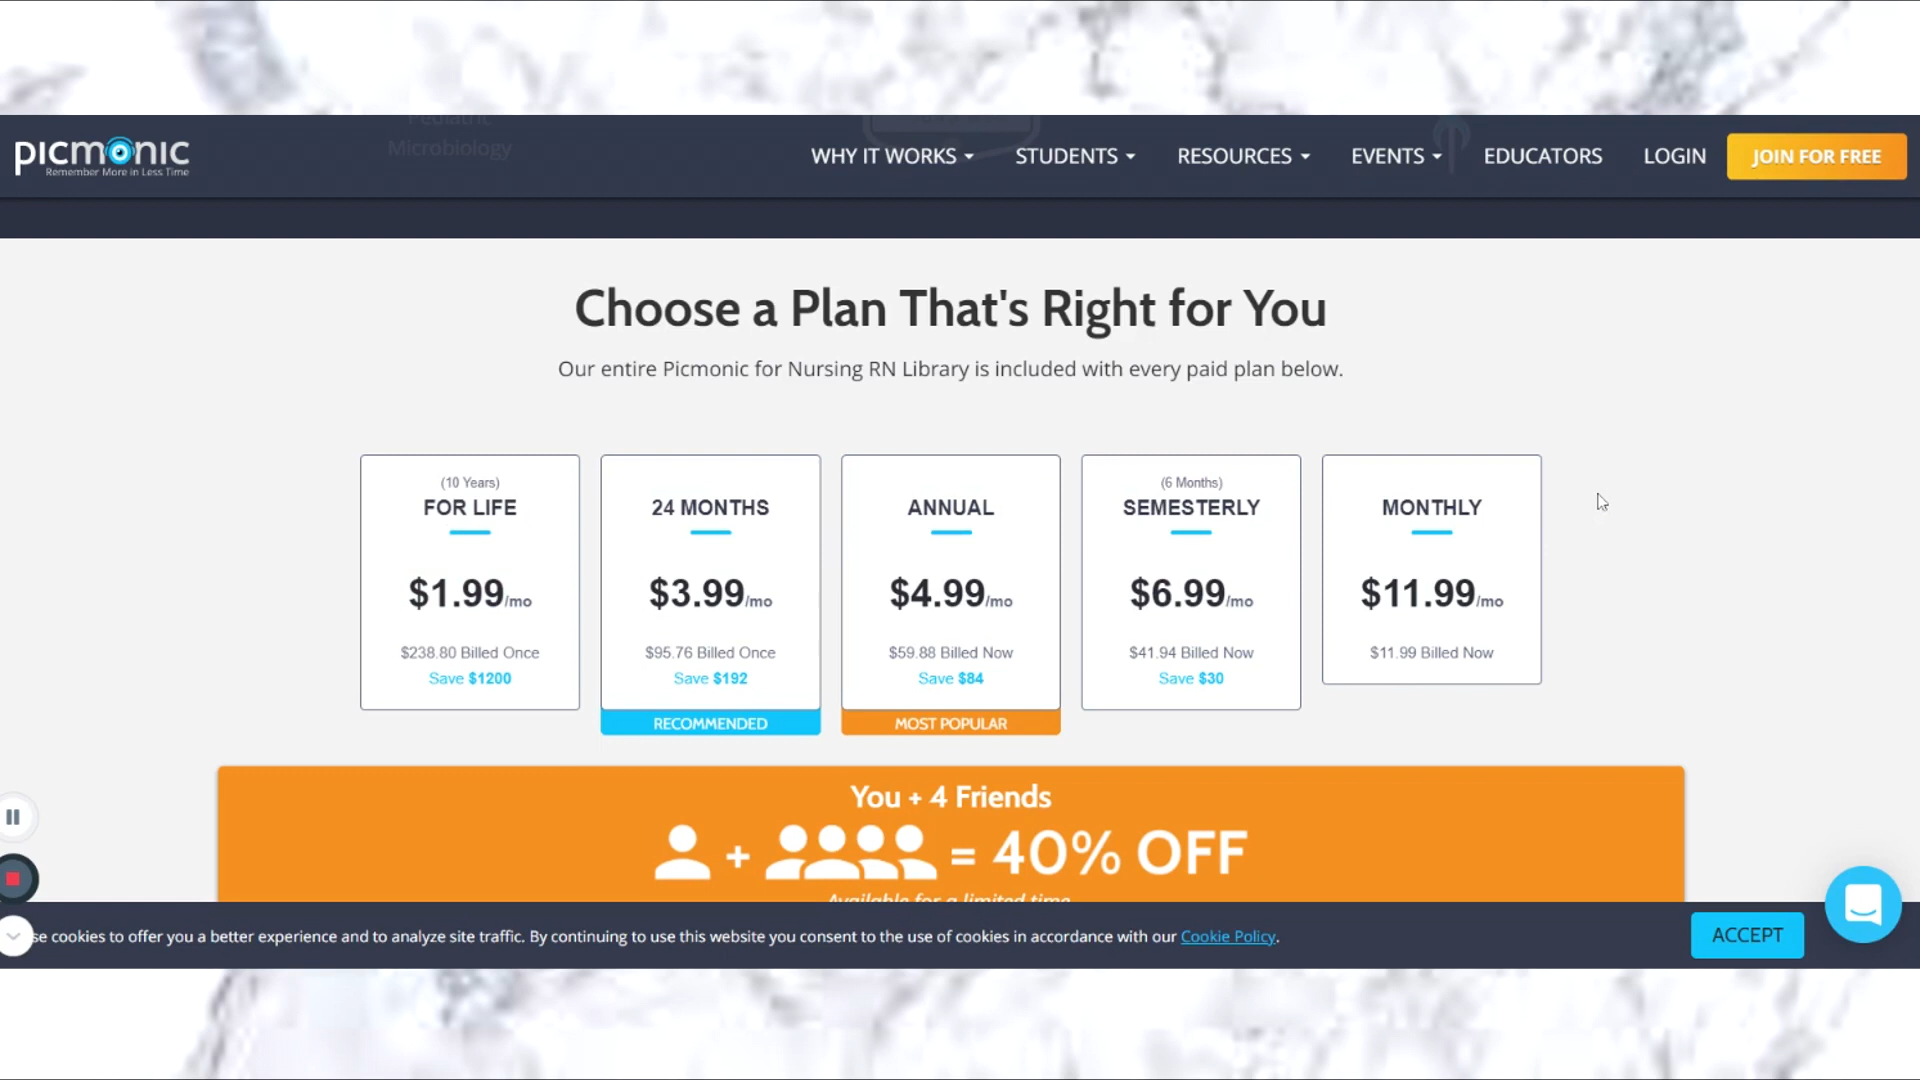 Pediatric
Microbiology
picmonic
Remember More in Less Time
WHY IT WORKS
STUDENTS
RESOURCES
EVENTS
EDUCATORS
LOGIN
JOIN FOR FREE
Choose a Plan That's Right for You
Our entire Picmonic for Nursing RN Library is included with every paid plan below.
(10 Years)
FOR LIFE
$1.99/mo
$238.80 Billed Once
Save $1200
24 MONTHS
$3.99/mo
$95.76 Billed Once
Save $192
RECOMMENDED
ANNUAL
$4.99/mo
$59.88 Billed Now
Save $84
MOST POPULAR
(6 Months)
SEMESTERLY
$6.99/mo
$41.94 Billed Now
Save $30
MONTHLY
$11.99/mo
$11.99 Billed Now
You + 4 Friends
+ = 40% OFF
Available for a limited time
se cookies to offer you a better experience and to analyze site traffic. By continuing to use this website you consent to the use of cookies in accordance with our Cookie Policy.
ACCEPT